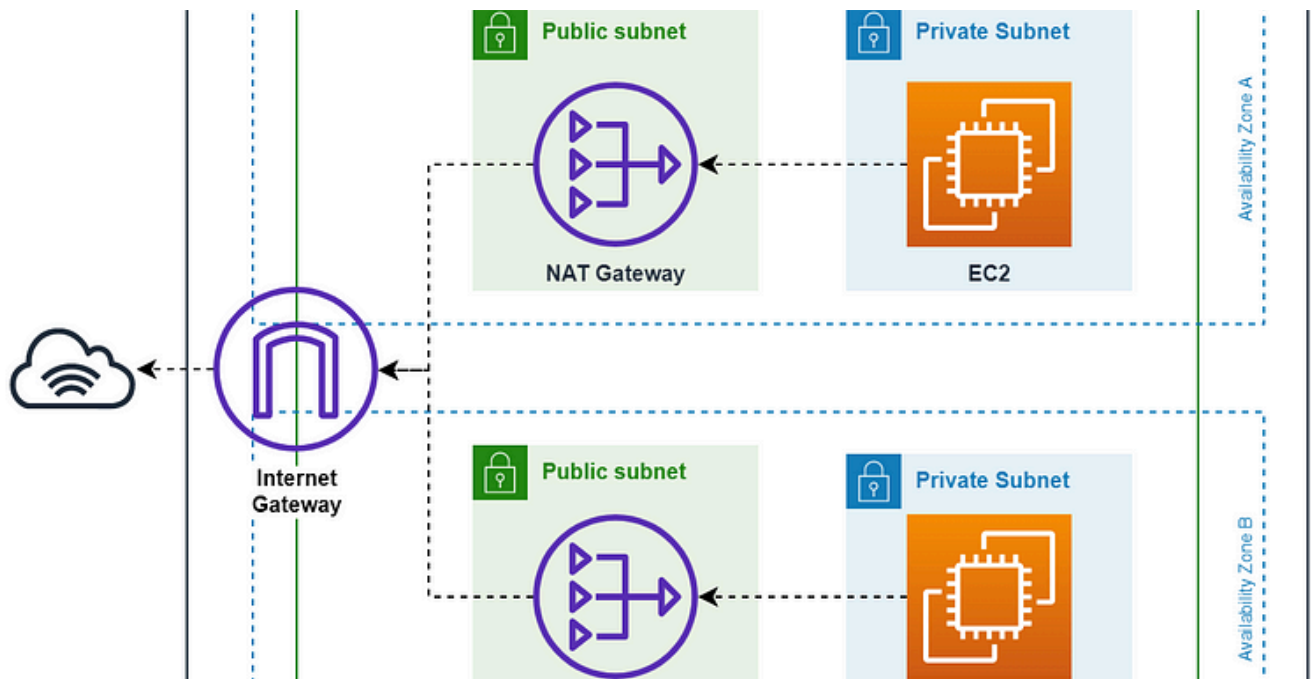 Public subnet
Private Subnet
Availability Zone A
NAT Gateway
EC2
Internet
Gateway
Public subnet
Private Subnet
Availability Zone B